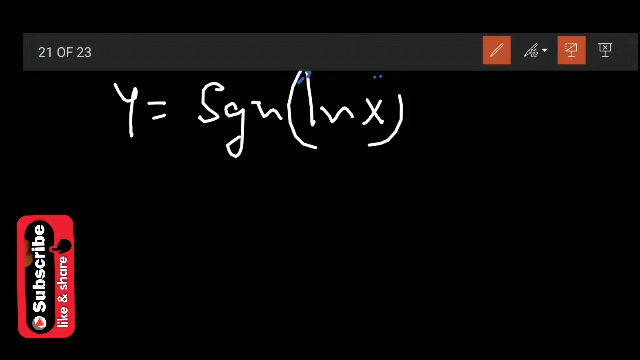 21 OF 23
Y = Sgn(ln x)
Subscribe
like & share